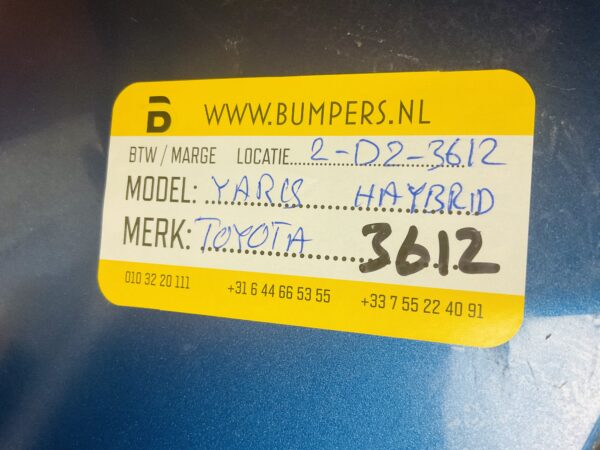 B WWW.BUMPERS.NL
BTW / MARGE LOCATIE 2-D2-3612
MODEL: YARIS HAYBRID
MERK: TOYOTA 3612
010 32 20 111 +31 6 44 66 53 55 +33 7 55 22 40 91